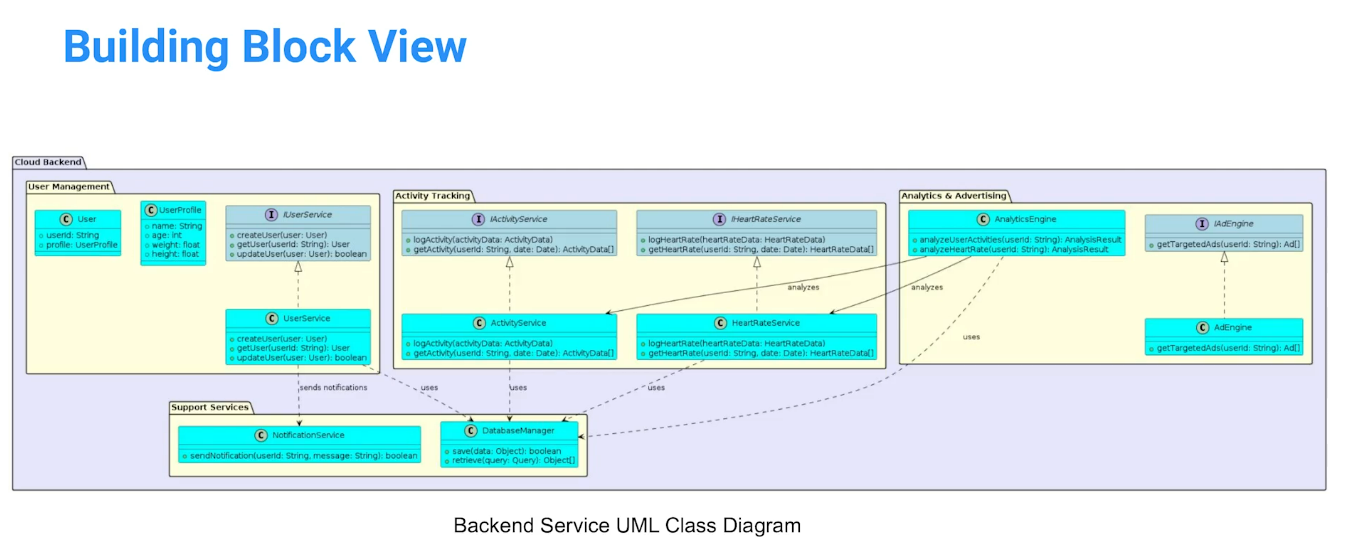 Building Block View
Cloud Backend
User Management
C User
userId: String
profile: UserProfile
C UserProfile
name: String
age: int
weight: float
height: float
I IUserService
createUser(user: User)
getUser(userId: String): User
updateUser(user: User): boolean
C UserService
createUser(user: User)
getUser(userId: String): User
updateUser(user: User): boolean
Activity Tracking
I IActivityService
logActivity(activityData: ActivityData)
getActivity(userId: String, date: Date): ActivityData[]
I IHeartRateService
logHeartRate(heartRateData: HeartRateData)
getHeartRate(userId: String, date: Date): HeartRateData[]
analyzes
C ActivityService
logActivity(activityData: ActivityData)
getActivity(userId: String, date: Date): ActivityData[]
C HeartRateService
logHeartRate(heartRateData: HeartRateData)
getHeartRate(userId: String, date: Date): HeartRateData[]
Analytics & Advertising
C AnalyticsEngine
analyzeUserActivities(userId: String): AnalysisResult
analyzeHeartRate(userId: String): AnalysisResult
I IAdEngine
getTargetedAds(userId: String): Ad[]
analyzes
C AdEngine
getTargetedAds(userId: String): Ad[]
uses
sends notifications
uses
uses
uses
Support Services
C NotificationService
sendNotification(userId: String, message: String): boolean
C DatabaseManager
save(data: Object): boolean
retrieve(query: Query): Object[]
Backend Service UML Class Diagram